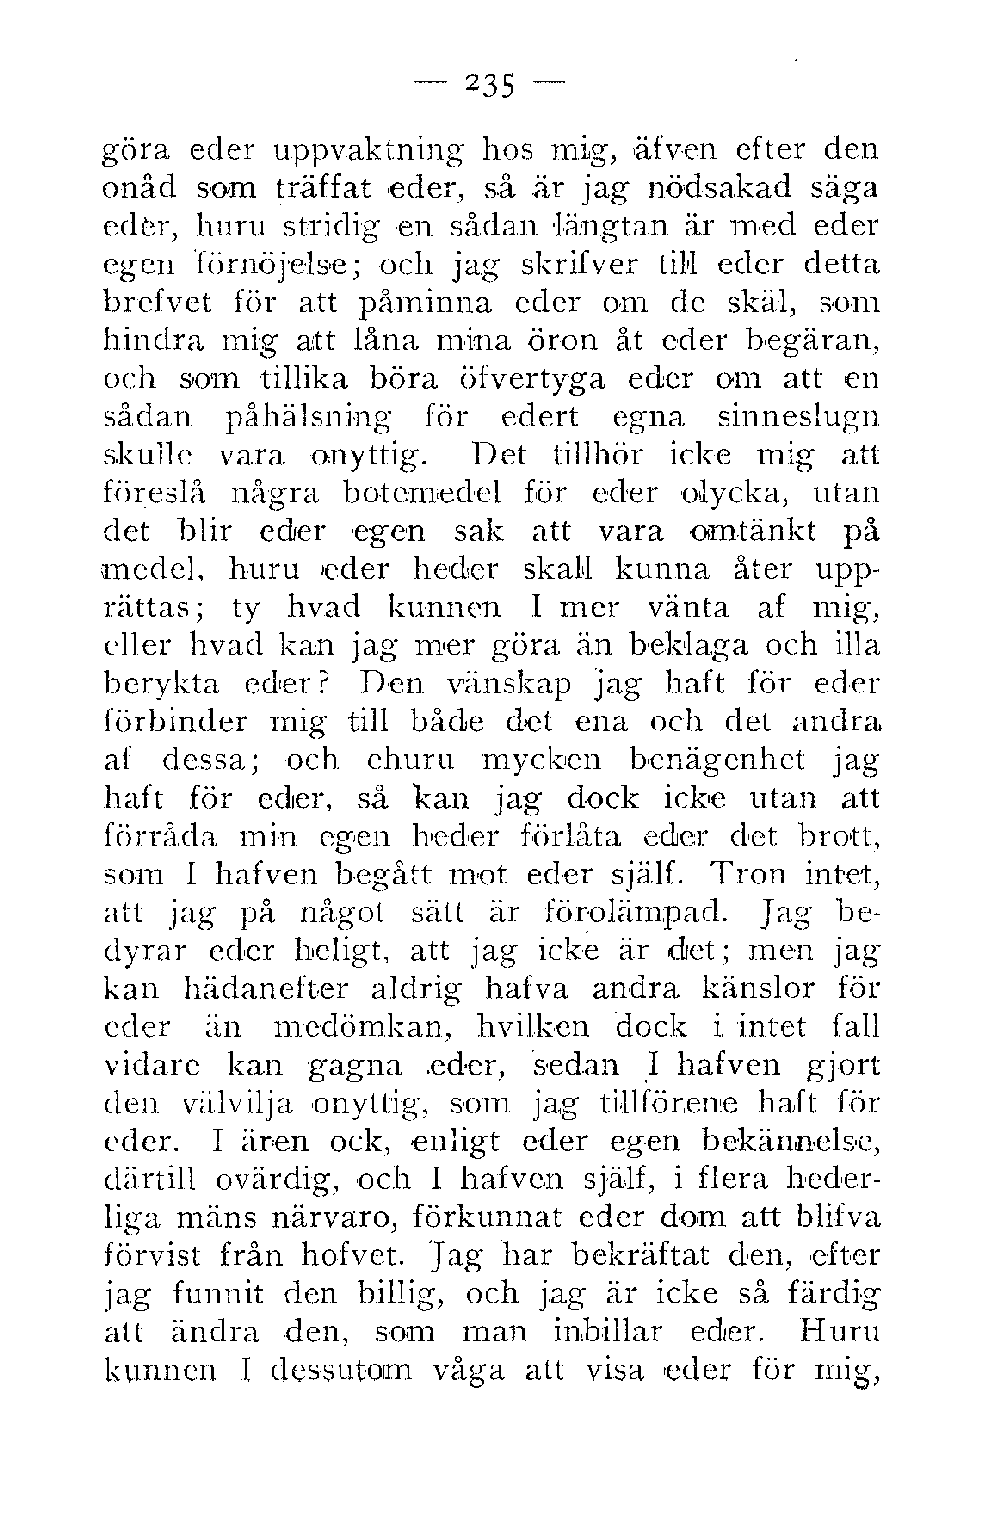 — 235 —
göra eder uppvaktning hos mig, äfven efter den
onåd som träffat eder, så är jag nödsakad säga
eder, huru stridig en sådan längtan är med eder
egen förnöjelse; och jag skrifver till eder detta
brefvet för att påminna eder om de skäl, som
hindra mig att låna mina öron åt eder begäran,
och som tillika böra öfvertyga eder om att en
sådan påhälsning för edert egna sinneslugn
skulle vara onyttig. Det tillhör icke mig att
föreslå några botemedel för eder olycka, utan
det blir eder egen sak att vara omtänkt på
medel, huru eder heder skall kunna åter upp-
rättas; ty hvad kunnen I mer vänta af mig,
eller hvad kan jag mer göra än beklaga och illa
berykta eder? Den vänskap jag haft för eder
förbinder mig till både det ena och det andra
af dessa; och ehuru mycken benägenhet jag
haft för eder, så kan jag dock icke utan att
förråda min egen heder förlåta eder det brott,
som I hafven begått mot eder själf. Tron intet,
att jag på något sätt är förolämpad. Jag be-
dyrar eder heligt, att jag icke är det; men jag
kan hädanefter aldrig hafva andra känslor för
eder än medömkan, hvilken dock i intet fall
vidare kan gagna eder, sedan I hafven gjort
den välvilja onyttig, som jag tillförene haft för
eder. I ären ock, enligt eder egen bekännelse,
därtill ovärdig, och I hafven själf, i flera heder-
liga mäns närvaro, förkunnat eder dom att blifva
förvist från hofvet. Jag har bekräftat den, efter
jag funnit den billig, och jag är icke så färdig
att ändra den, som man inbillar eder. Huru
kunnen I dessutom våga att visa eder för mig,